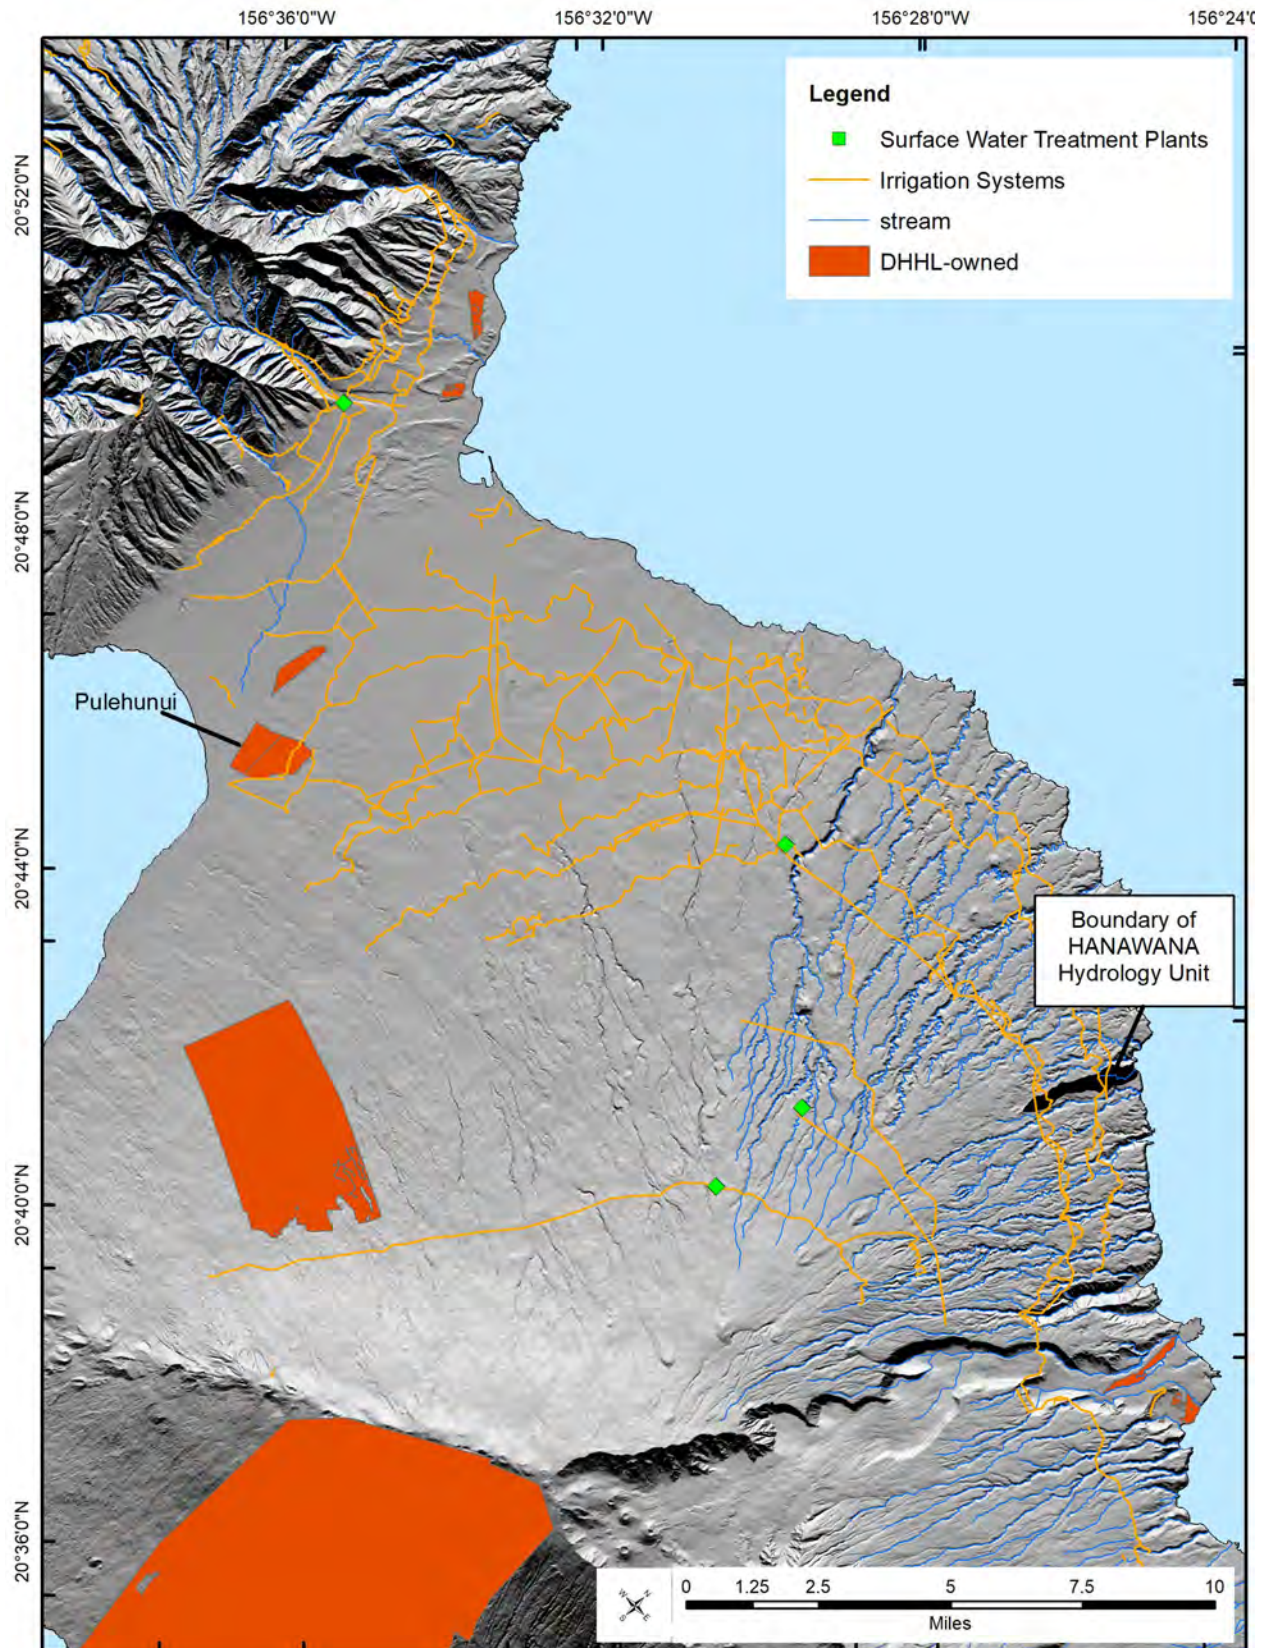 156°36'0"W
156°32'0"W
156°28'0"W
156°24'0
20°52'0"N
20°48'0"N
20°44'0"N
20°40'0"N
20°36'0"N
Legend
Surface Water Treatment Plants
Irrigation Systems
stream
DHHL-owned
Pulehunui
Boundary of
HANAWANA
Hydrology Unit
0 1.25 2.5 5 7.5 10
Miles